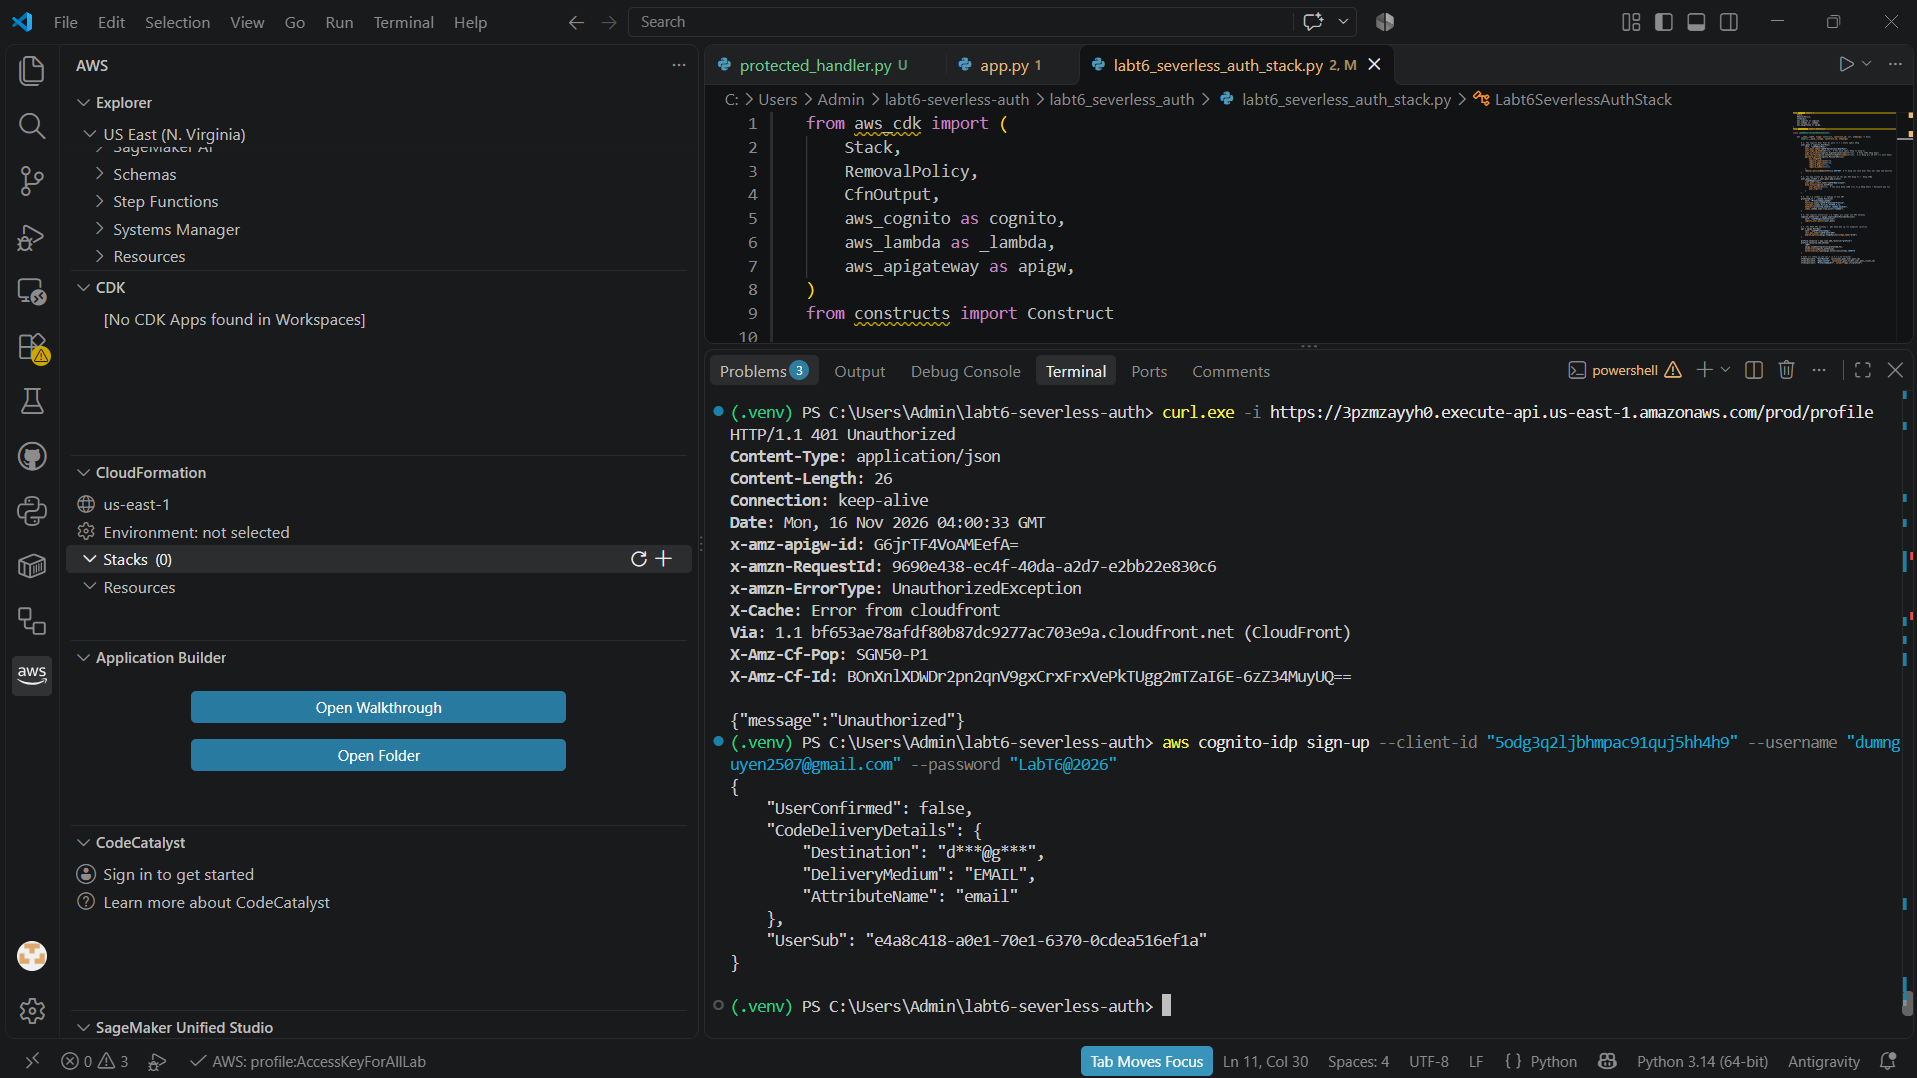 File Edit Selection View Go Run Terminal Help
Search
AWS
Explorer
US East (N. Virginia)
SageMaker AI
Schemas
Step Functions
Systems Manager
Resources
CDK
[No CDK Apps found in Workspaces]
CloudFormation
us-east-1
Environment: not selected
Stacks (0)
Resources
Application Builder
Open Walkthrough
Open Folder
CodeCatalyst
Sign in to get started
Learn more about CodeCatalyst
SageMaker Unified Studio
aws
protected_handler.py U
app.py 1
labt6_severless_auth_stack.py 2, M
C: > Users > Admin > labt6-severless-auth > labt6_severless_auth > labt6_severless_auth_stack.py > Labt6SeverlessAuthStack
1 from aws_cdk import (
2 Stack,
3 RemovalPolicy,
4 CfnOutput,
5 aws_cognito as cognito,
6 aws_lambda as _lambda,
7 aws_apigateway as apigw,
8 )
9 from constructs import Construct
10
Problems 3 Output Debug Console Terminal Ports Comments
powershell
(.venv) PS C:\Users\Admin\labt6-severless-auth> curl.exe -i https://3pzmzayyh0.execute-api.us-east-1.amazonaws.com/prod/profile
HTTP/1.1 401 Unauthorized
Content-Type: application/json
Content-Length: 26
Connection: keep-alive
Date: Mon, 16 Nov 2026 04:00:33 GMT
x-amz-apigw-id: G6jrTF4VoAMEefA=
x-amzn-RequestId: 9690e438-ec4f-40da-a2d7-e2bb22e830c6
x-amzn-ErrorType: UnauthorizedException
X-Cache: Error from cloudfront
Via: 1.1 bf653ae78afdf80b87dc9277ac703e9a.cloudfront.net (CloudFront)
X-Amz-Cf-Pop: SGN50-P1
X-Amz-Cf-Id: BOnXnlXDWDr2pn2qnV9gxCrxFrxVePkTUgg2mTZaI6E-6zZ34MuyUQ==
{"message":"Unauthorized"}
(.venv) PS C:\Users\Admin\labt6-severless-auth> aws cognito-idp sign-up --client-id "5odg3q2ljbhmpac91quj5hh4h9" --username "dumng
uyen2507@gmail.com" --password "LabT6@2026"
{
"UserConfirmed": false,
"CodeDeliveryDetails": {
"Destination": "d***@g***",
"DeliveryMedium": "EMAIL",
"AttributeName": "email"
},
"UserSub": "e4a8c418-a0e1-70e1-6370-0cdea516ef1a"
}
(.venv) PS C:\Users\Admin\labt6-severless-auth>
0 3 AWS: profile:AccessKeyForAllLab
Tab Moves Focus Ln 11, Col 30 Spaces: 4 UTF-8 LF { } Python Python 3.14 (64-bit) Antigravity